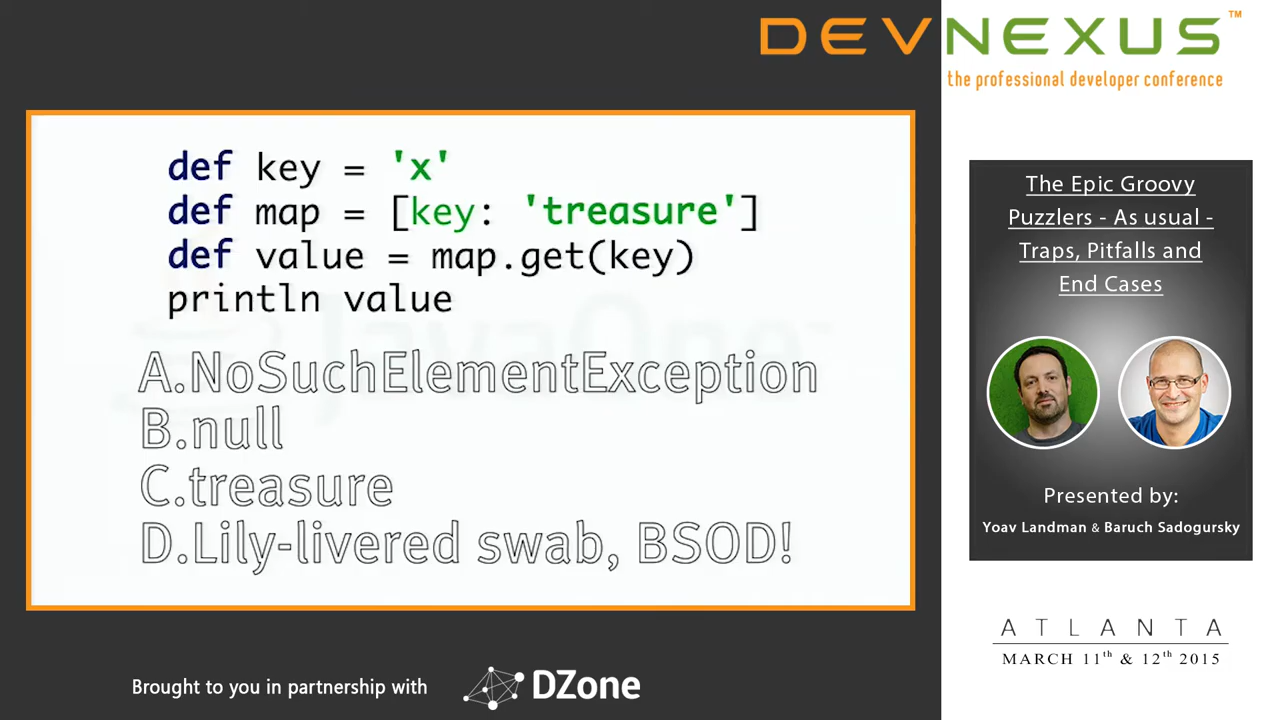 DEVNEXUS™
the professional developer conference
def key = 'x'
def map = [key: 'treasure']
def value = map.get(key)
println value
JavaOne™
A.NoSuchElementException
B.null
C.treasure
D.Lily-livered swab, BSOD!
The Epic Groovy
Puzzlers - As usual -
Traps, Pitfalls and
End Cases
Presented by:
Yoav Landman & Baruch Sadogursky
ATLANTA
MARCH 11th & 12th 2015
Brought to you in partnership with
DZone